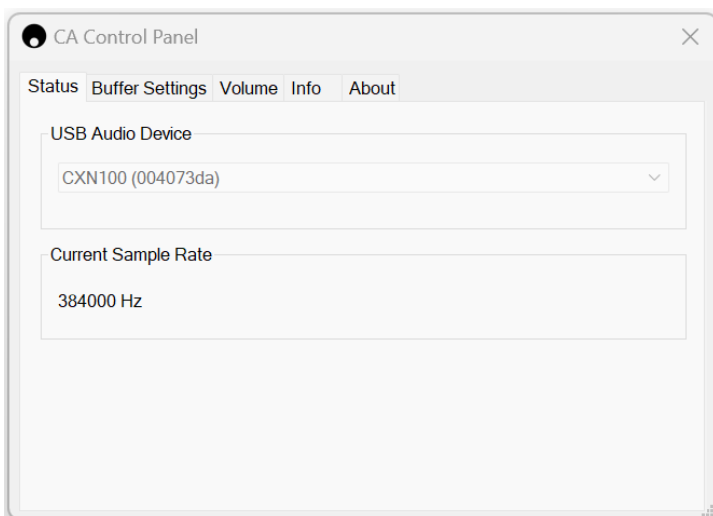 CA Control Panel
Status Buffer Settings Volume Info About
USB Audio Device
CXN100 (004073da)
Current Sample Rate
384000 Hz